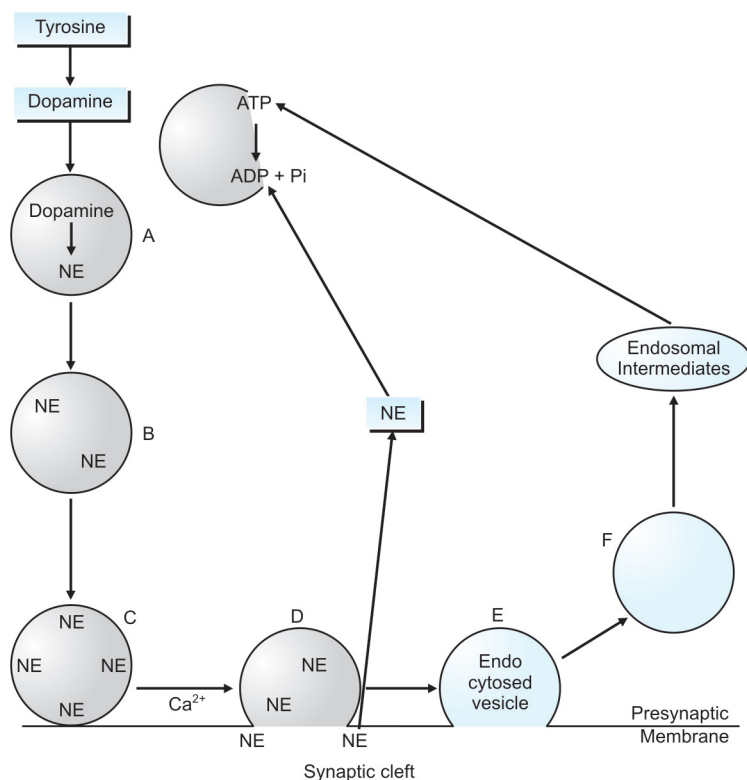 Tyrosine
Dopamine
ATP
ADP + Pi
Dopamine
NE
A
Endosomal
Intermediates
NE
NE
B
NE
F
C
NE
NE
NE
NE
Ca²⁺
D
NE
NE
E
Endo
cytosed
vesicle
Presynaptic
Membrane
NE
NE
Synaptic cleft